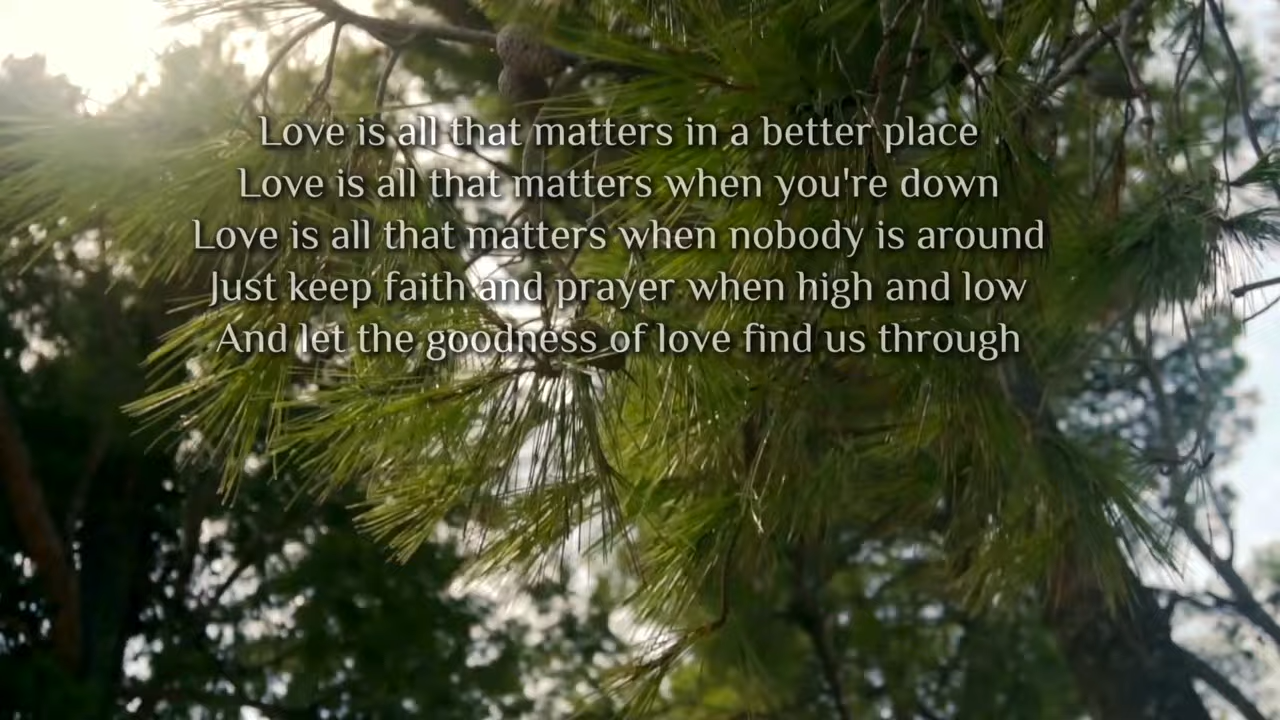 Love is all that matters in a better place
Love is all that matters when you're down
Love is all that matters when nobody is around
Just keep faith and prayer when high and low
And let the goodness of love find us through